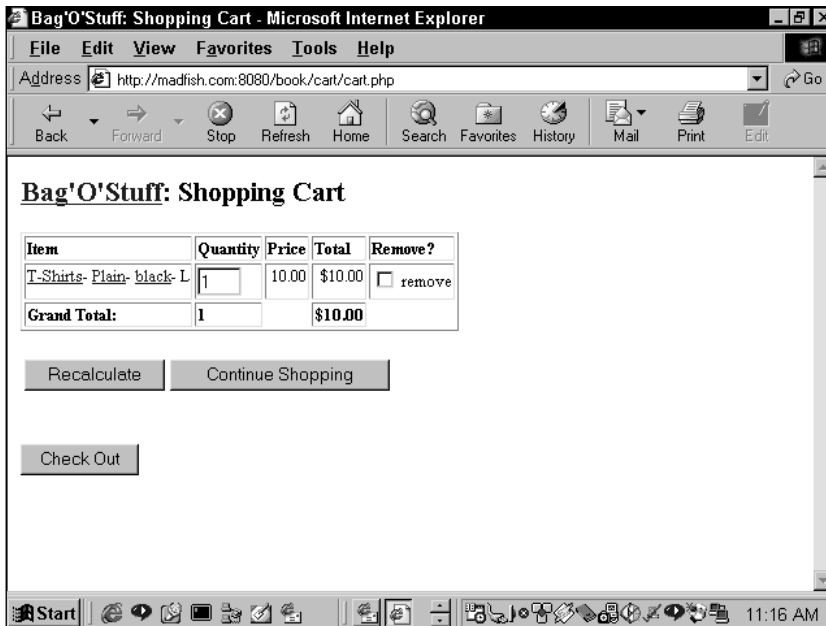 Bag'O'Stuff: Shopping Cart - Microsoft Internet Explorer
File Edit View Favorites Tools Help
Address http://madfish.com:8080/book/cart/cart.php Go
Back Forward Stop Refresh Home Search Favorites History Mail Print Edit
Bag'O'Stuff: Shopping Cart
Item Quantity Price Total Remove?
T-Shirts- Plain- black- L 1 10.00 $10.00 remove
Grand Total: 1 $10.00
Recalculate Continue Shopping
Check Out
Start 11:16 AM